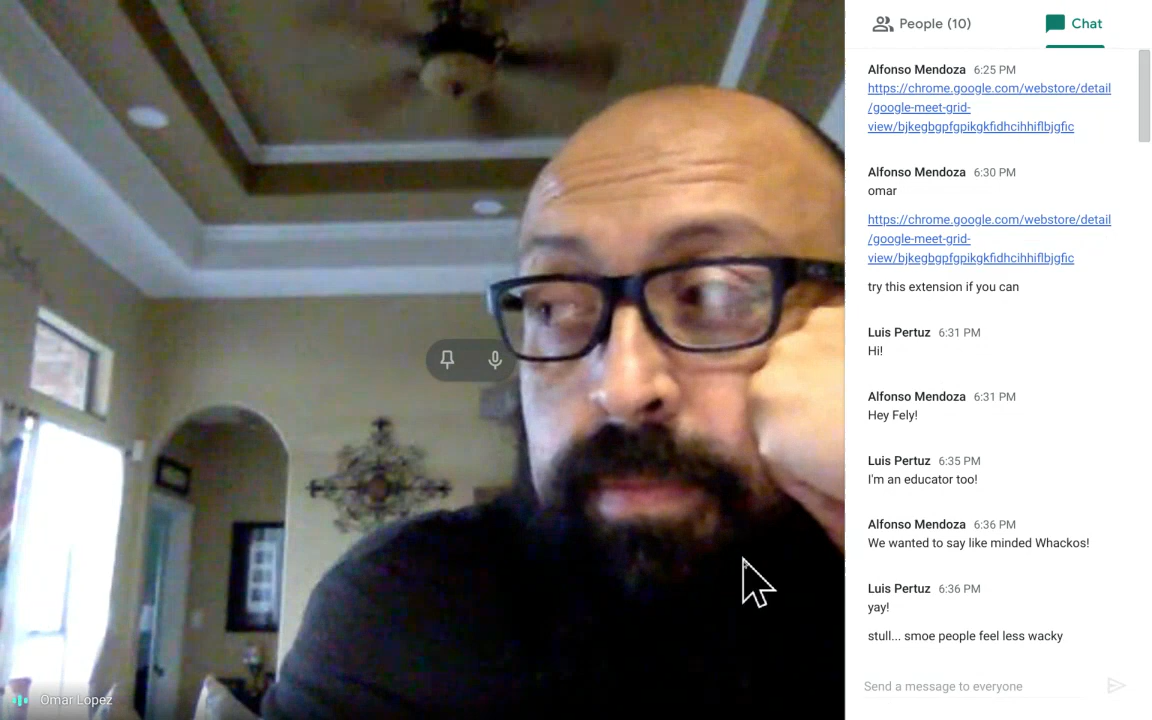 People (10)
Chat
Alfonso Mendoza 6:25 PM
https://chrome.google.com/webstore/detail
/google-meet-grid-
view/bjkegbgpfgpikgkfidhcihhiflbjgfic
Alfonso Mendoza 6:30 PM
omar
https://chrome.google.com/webstore/detail
/google-meet-grid-
view/bjkegbgpfgpikgkfidhcihhiflbjgfic
try this extension if you can
Luis Pertuz 6:31 PM
Hi!
Alfonso Mendoza 6:31 PM
Hey Fely!
Luis Pertuz 6:35 PM
I'm an educator too!
Alfonso Mendoza 6:36 PM
We wanted to say like minded Whackos!
Luis Pertuz 6:36 PM
yay!
stull... smoe people feel less wacky
Send a message to everyone
Omar Lopez